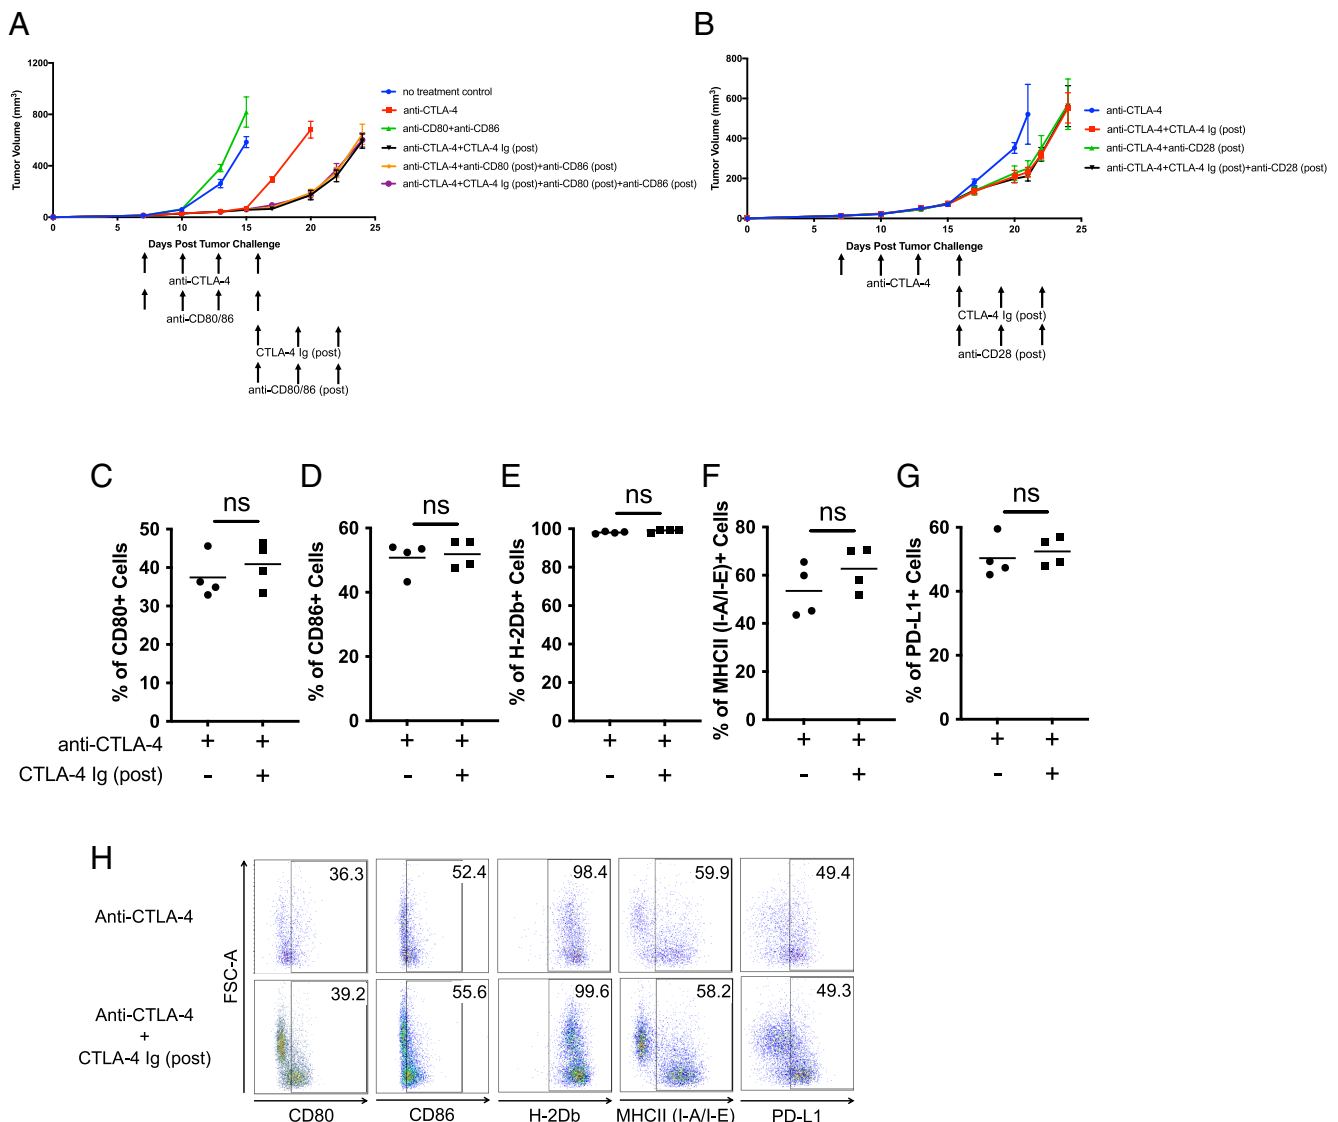 A
B
1200
800
400
0
Tumor Volume (mm³)
0 5 10 15 20 25
Days Post Tumor Challenge
no treatment control
anti-CTLA-4
anti-CD80+anti-CD86
anti-CTLA-4+CTLA-4 Ig (post)
anti-CTLA-4+anti-CD80 (post)+anti-CD86 (post)
anti-CTLA-4+CTLA-4 Ig (post)+anti-CD80 (post)+anti-CD86 (post)
anti-CTLA-4
anti-CD80/86
CTLA-4 Ig (post)
anti-CD80/86 (post)
800
600
400
200
0
Tumor Volume (mm³)
0 5 10 15 20 25
Days Post Tumor Challenge
anti-CTLA-4
anti-CTLA-4+CTLA-4 Ig (post)
anti-CTLA-4+anti-CD28 (post)
anti-CTLA-4+CTLA-4 Ig (post)+anti-CD28 (post)
anti-CTLA-4
CTLA-4 Ig (post)
anti-CD28 (post)
C
ns
% of CD80+ Cells
50
40
30
20
10
0
D
ns
% of CD86+ Cells
60
40
20
0
E
ns
% of H-2Db+ Cells
100
80
60
40
20
0
F
ns
% of MHCII (I-A/I-E)+ Cells
80
60
40
20
0
G
ns
% of PD-L1+ Cells
60
40
20
0
anti-CTLA-4 + + + + + + + + + +
CTLA-4 Ig (post) - + - + - + - + - +
H
Anti-CTLA-4
36.3 52.4 98.4 59.9 49.4
Anti-CTLA-4
+
CTLA-4 Ig (post)
39.2 55.6 99.6 58.2 49.3
FSC-A
CD80 CD86 H-2Db MHCII (I-A/I-E) PD-L1